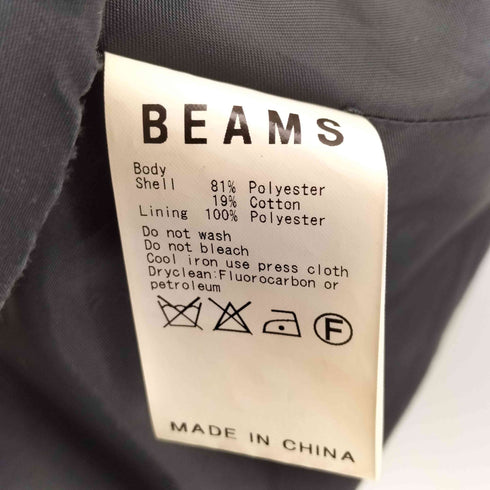 BEAMS
Body
Shell 81% Polyester
19% Cotton
Lining 100% Polyester
Do not wash
Do not bleach
Cool iron use press cloth
Dryclean:Fluorocarbon or
petroleum
F
MADE IN CHINA